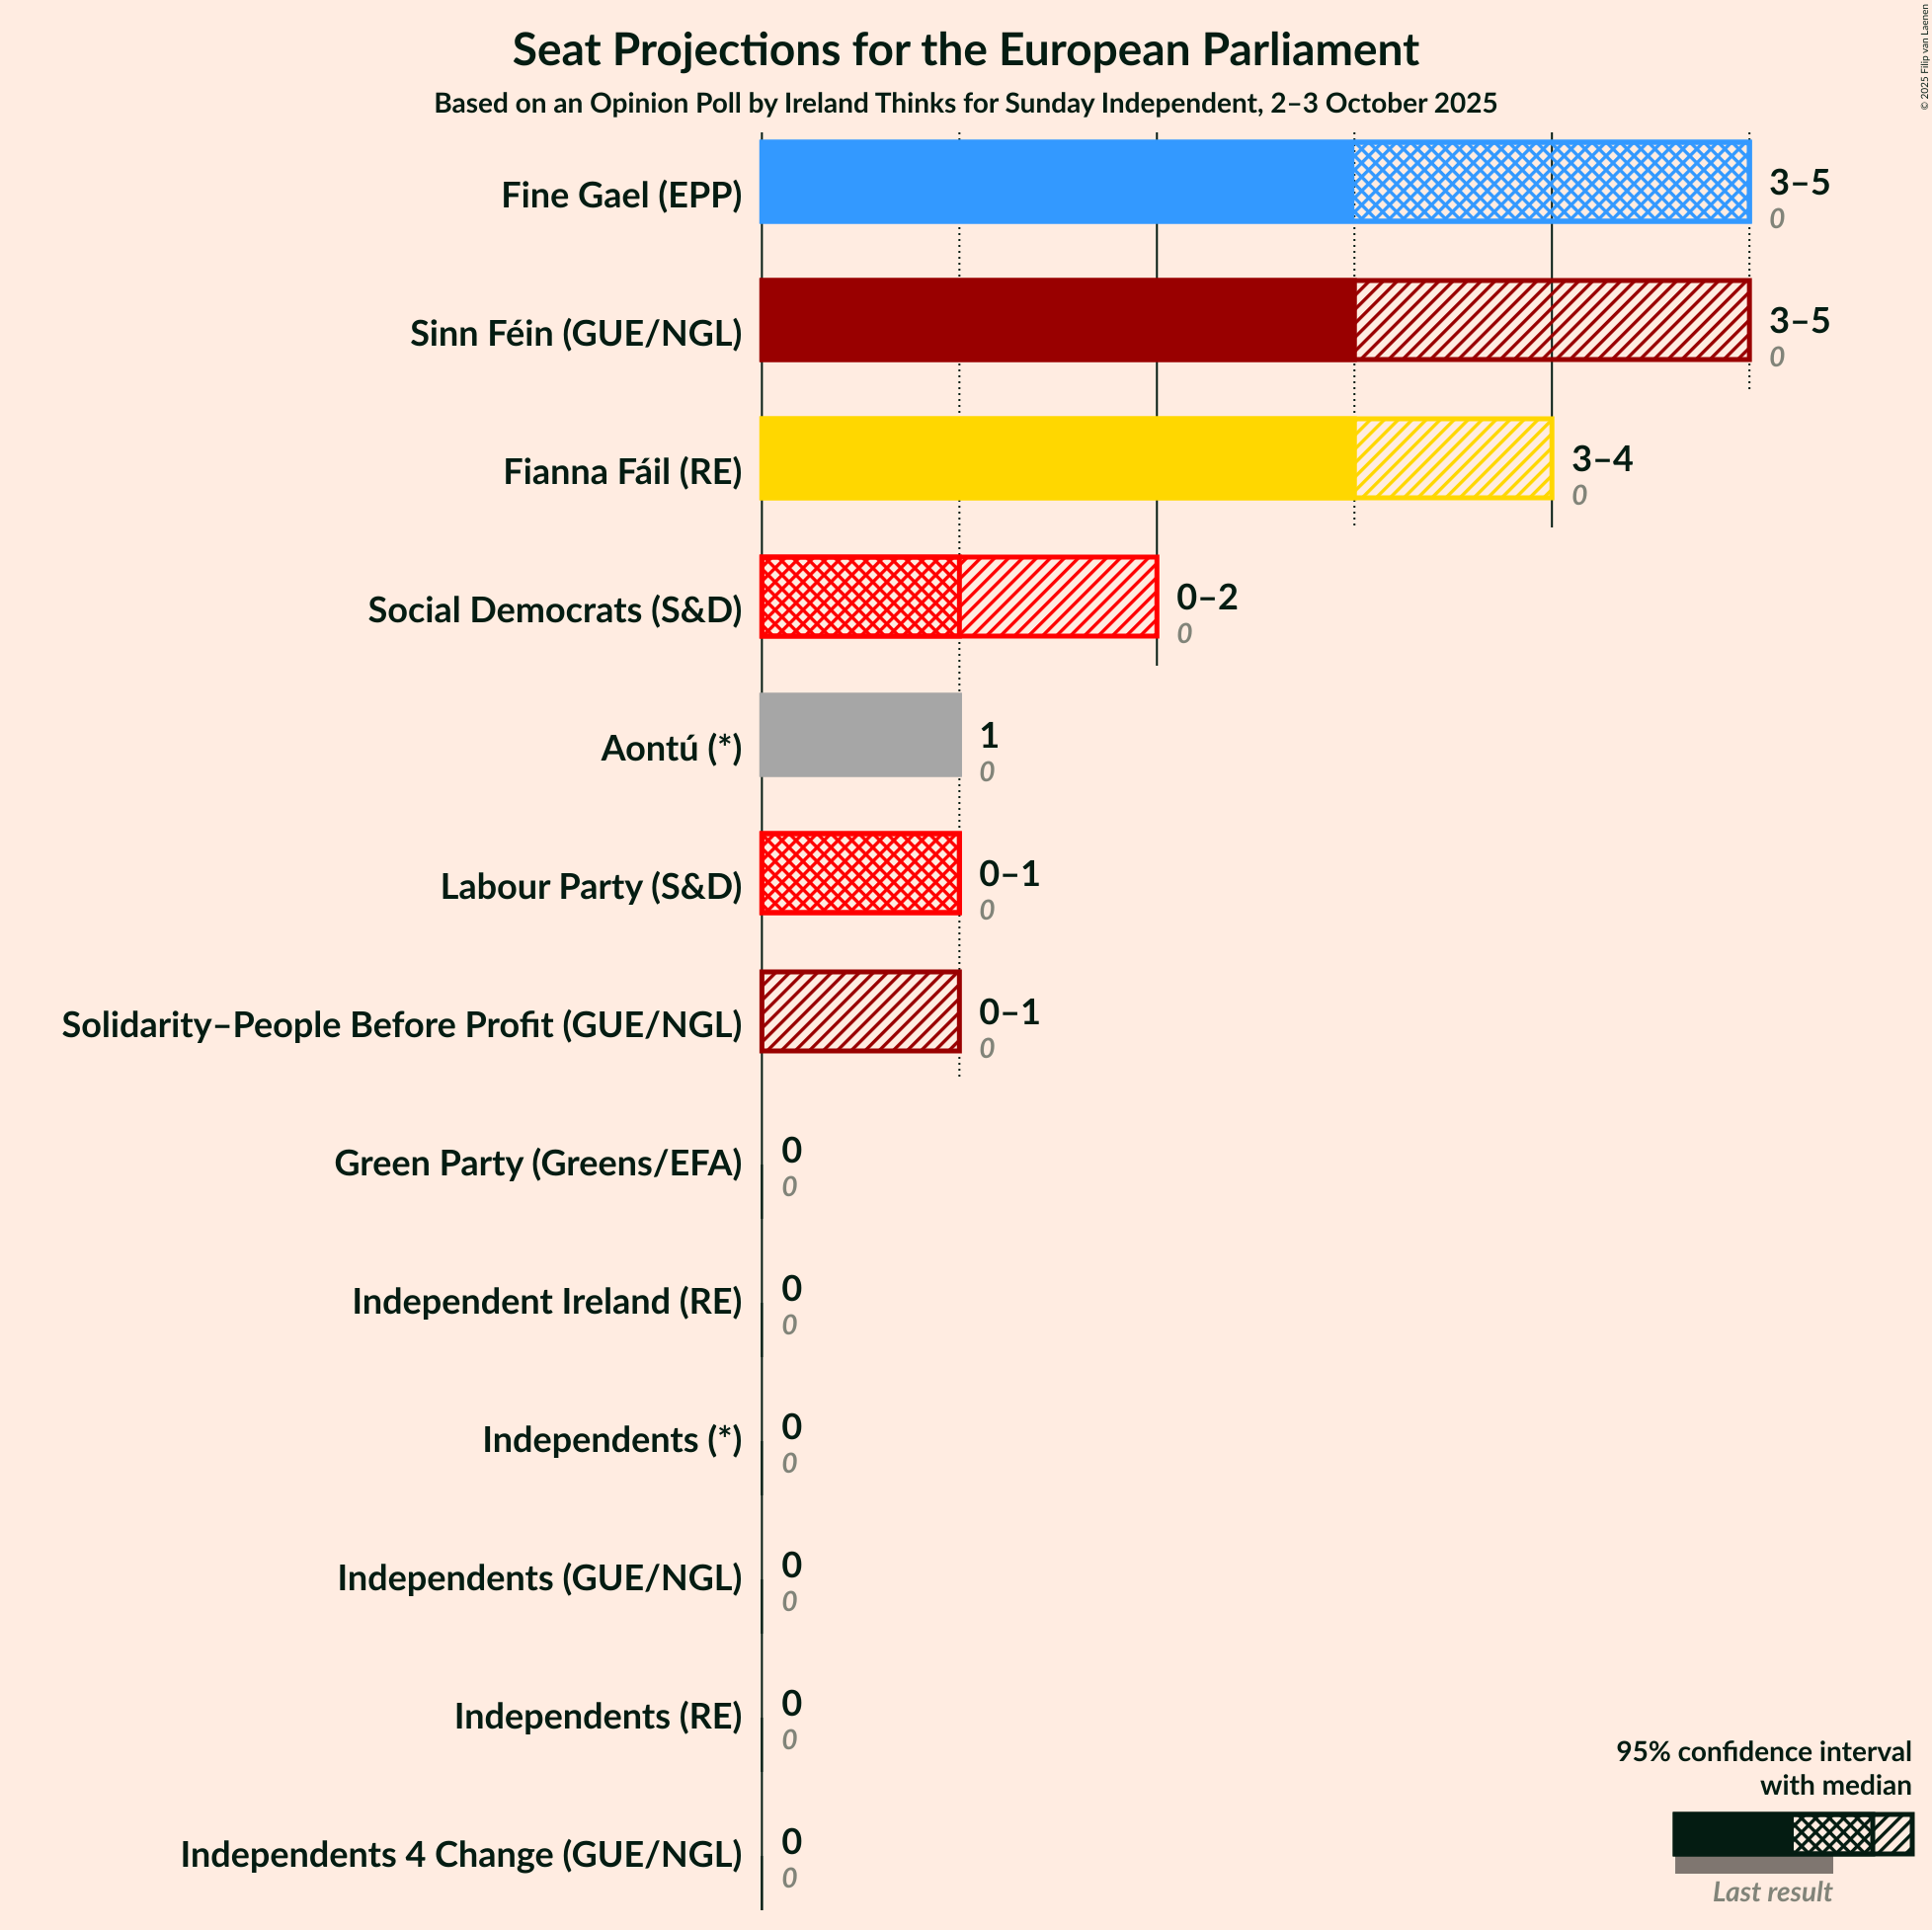 Seat Projections for the European Parliament
Based on an Opinion Poll by Ireland Thinks for Sunday Independent, 2–3 October 2025
© 2025 Filip van Laenen
Fine Gael (EPP)
3–5
0
Sinn Féin (GUE/NGL)
3–5
0
Fianna Fáil (RE)
3–4
0
Social Democrats (S&D)
0–2
0
Aontú (*)
1
0
Labour Party (S&D)
0–1
0
Solidarity–People Before Profit (GUE/NGL)
0–1
0
Green Party (Greens/EFA)
0
0
Independent Ireland (RE)
0
0
Independents (*)
0
0
Independents (GUE/NGL)
0
0
Independents (RE)
0
0
Independents 4 Change (GUE/NGL)
0
0
95% confidence interval
with median
Last result